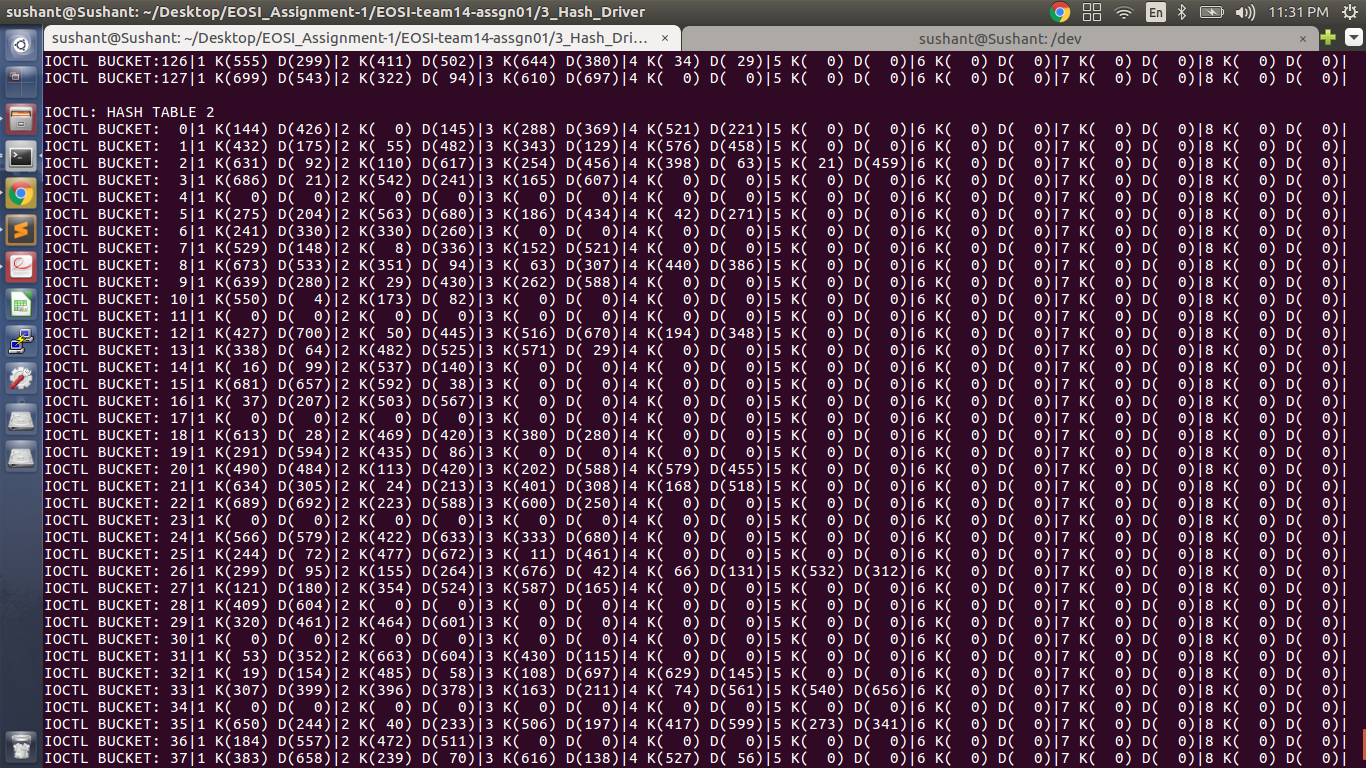 sushant@Sushant: ~/Desktop/EOSI_Assignment-1/EOSI-team14-assgn01/3_Hash_Driver
En
11:31 PM
sushant@Sushant: ~/Desktop/EOSI_Assignment-1/EOSI-team14-assgn01/3_Hash_Dri... ×
sushant@Sushant: /dev ×
IOCTL BUCKET:126|1 K(555) D(299)|2 K(411) D(502)|3 K(644) D(380)|4 K( 34) D( 29)|5 K(  0) D(  0)|6 K(  0) D(  0)|7 K(  0) D(  0)|8 K(  0) D(  0)|
IOCTL BUCKET:127|1 K(699) D(543)|2 K(322) D( 94)|3 K(610) D(697)|4 K(  0) D(  0)|5 K(  0) D(  0)|6 K(  0) D(  0)|7 K(  0) D(  0)|8 K(  0) D(  0)|
IOCTL: HASH TABLE 2
IOCTL BUCKET:  0|1 K(144) D(426)|2 K(  0) D(145)|3 K(288) D(369)|4 K(521) D(221)|5 K(  0) D(  0)|6 K(  0) D(  0)|7 K(  0) D(  0)|8 K(  0) D(  0)|
IOCTL BUCKET:  1|1 K(432) D(175)|2 K( 55) D(482)|3 K(343) D(129)|4 K(576) D(458)|5 K(  0) D(  0)|6 K(  0) D(  0)|7 K(  0) D(  0)|8 K(  0) D(  0)|
IOCTL BUCKET:  2|1 K(631) D( 92)|2 K(110) D(617)|3 K(254) D(456)|4 K(398) D( 63)|5 K( 21) D(459)|6 K(  0) D(  0)|7 K(  0) D(  0)|8 K(  0) D(  0)|
IOCTL BUCKET:  3|1 K(686) D( 21)|2 K(542) D(241)|3 K(165) D(607)|4 K(  0) D(  0)|5 K(  0) D(  0)|6 K(  0) D(  0)|7 K(  0) D(  0)|8 K(  0) D(  0)|
IOCTL BUCKET:  4|1 K(  0) D(  0)|2 K(  0) D(  0)|3 K(  0) D(  0)|4 K(  0) D(  0)|5 K(  0) D(  0)|6 K(  0) D(  0)|7 K(  0) D(  0)|8 K(  0) D(  0)|
IOCTL BUCKET:  5|1 K(275) D(204)|2 K(563) D(680)|3 K(186) D(434)|4 K( 42) D(271)|5 K(  0) D(  0)|6 K(  0) D(  0)|7 K(  0) D(  0)|8 K(  0) D(  0)|
IOCTL BUCKET:  6|1 K(241) D(330)|2 K(330) D(269)|3 K(  0) D(  0)|4 K(  0) D(  0)|5 K(  0) D(  0)|6 K(  0) D(  0)|7 K(  0) D(  0)|8 K(  0) D(  0)|
IOCTL BUCKET:  7|1 K(529) D(148)|2 K(  8) D(336)|3 K(152) D(521)|4 K(  0) D(  0)|5 K(  0) D(  0)|6 K(  0) D(  0)|7 K(  0) D(  0)|8 K(  0) D(  0)|
IOCTL BUCKET:  8|1 K(673) D(533)|2 K(351) D( 94)|3 K( 63) D(307)|4 K(440) D(386)|5 K(  0) D(  0)|6 K(  0) D(  0)|7 K(  0) D(  0)|8 K(  0) D(  0)|
IOCTL BUCKET:  9|1 K(639) D(280)|2 K( 29) D(430)|3 K(262) D(588)|4 K(  0) D(  0)|5 K(  0) D(  0)|6 K(  0) D(  0)|7 K(  0) D(  0)|8 K(  0) D(  0)|
IOCTL BUCKET: 10|1 K(550) D(  4)|2 K(173) D( 23)|3 K(  0) D(  0)|4 K(  0) D(  0)|5 K(  0) D(  0)|6 K(  0) D(  0)|7 K(  0) D(  0)|8 K(  0) D(  0)|
IOCTL BUCKET: 11|1 K(  0) D(  0)|2 K(  0) D(  0)|3 K(  0) D(  0)|4 K(  0) D(  0)|5 K(  0) D(  0)|6 K(  0) D(  0)|7 K(  0) D(  0)|8 K(  0) D(  0)|
IOCTL BUCKET: 12|1 K(427) D(700)|2 K( 50) D(445)|3 K(516) D(670)|4 K(194) D(348)|5 K(  0) D(  0)|6 K(  0) D(  0)|7 K(  0) D(  0)|8 K(  0) D(  0)|
IOCTL BUCKET: 13|1 K(338) D( 64)|2 K(482) D(525)|3 K(571) D( 29)|4 K(  0) D(  0)|5 K(  0) D(  0)|6 K(  0) D(  0)|7 K(  0) D(  0)|8 K(  0) D(  0)|
IOCTL BUCKET: 14|1 K( 16) D( 99)|2 K(537) D(140)|3 K(  0) D(  0)|4 K(  0) D(  0)|5 K(  0) D(  0)|6 K(  0) D(  0)|7 K(  0) D(  0)|8 K(  0) D(  0)|
IOCTL BUCKET: 15|1 K(681) D(657)|2 K(592) D( 38)|3 K(  0) D(  0)|4 K(  0) D(  0)|5 K(  0) D(  0)|6 K(  0) D(  0)|7 K(  0) D(  0)|8 K(  0) D(  0)|
IOCTL BUCKET: 16|1 K( 37) D(207)|2 K(503) D(567)|3 K(  0) D(  0)|4 K(  0) D(  0)|5 K(  0) D(  0)|6 K(  0) D(  0)|7 K(  0) D(  0)|8 K(  0) D(  0)|
IOCTL BUCKET: 17|1 K(  0) D(  0)|2 K(  0) D(  0)|3 K(  0) D(  0)|4 K(  0) D(  0)|5 K(  0) D(  0)|6 K(  0) D(  0)|7 K(  0) D(  0)|8 K(  0) D(  0)|
IOCTL BUCKET: 18|1 K(613) D( 28)|2 K(469) D(420)|3 K(380) D(280)|4 K(  0) D(  0)|5 K(  0) D(  0)|6 K(  0) D(  0)|7 K(  0) D(  0)|8 K(  0) D(  0)|
IOCTL BUCKET: 19|1 K(291) D(594)|2 K(435) D( 86)|3 K(  0) D(  0)|4 K(  0) D(  0)|5 K(  0) D(  0)|6 K(  0) D(  0)|7 K(  0) D(  0)|8 K(  0) D(  0)|
IOCTL BUCKET: 20|1 K(490) D(484)|2 K(113) D(420)|3 K(202) D(588)|4 K(579) D(455)|5 K(  0) D(  0)|6 K(  0) D(  0)|7 K(  0) D(  0)|8 K(  0) D(  0)|
IOCTL BUCKET: 21|1 K(634) D(305)|2 K( 24) D(213)|3 K(401) D(308)|4 K(168) D(518)|5 K(  0) D(  0)|6 K(  0) D(  0)|7 K(  0) D(  0)|8 K(  0) D(  0)|
IOCTL BUCKET: 22|1 K(689) D(692)|2 K(223) D(588)|3 K(600) D(250)|4 K(  0) D(  0)|5 K(  0) D(  0)|6 K(  0) D(  0)|7 K(  0) D(  0)|8 K(  0) D(  0)|
IOCTL BUCKET: 23|1 K(  0) D(  0)|2 K(  0) D(  0)|3 K(  0) D(  0)|4 K(  0) D(  0)|5 K(  0) D(  0)|6 K(  0) D(  0)|7 K(  0) D(  0)|8 K(  0) D(  0)|
IOCTL BUCKET: 24|1 K(566) D(579)|2 K(422) D(633)|3 K(333) D(680)|4 K(  0) D(  0)|5 K(  0) D(  0)|6 K(  0) D(  0)|7 K(  0) D(  0)|8 K(  0) D(  0)|
IOCTL BUCKET: 25|1 K(244) D( 72)|2 K(477) D(672)|3 K( 11) D(461)|4 K(  0) D(  0)|5 K(  0) D(  0)|6 K(  0) D(  0)|7 K(  0) D(  0)|8 K(  0) D(  0)|
IOCTL BUCKET: 26|1 K(299) D( 95)|2 K(155) D(264)|3 K(676) D( 42)|4 K( 66) D(131)|5 K(532) D(312)|6 K(  0) D(  0)|7 K(  0) D(  0)|8 K(  0) D(  0)|
IOCTL BUCKET: 27|1 K(121) D(180)|2 K(354) D(524)|3 K(587) D(165)|4 K(  0) D(  0)|5 K(  0) D(  0)|6 K(  0) D(  0)|7 K(  0) D(  0)|8 K(  0) D(  0)|
IOCTL BUCKET: 28|1 K(409) D(604)|2 K(  0) D(  0)|3 K(  0) D(  0)|4 K(  0) D(  0)|5 K(  0) D(  0)|6 K(  0) D(  0)|7 K(  0) D(  0)|8 K(  0) D(  0)|
IOCTL BUCKET: 29|1 K(320) D(461)|2 K(464) D(601)|3 K(  0) D(  0)|4 K(  0) D(  0)|5 K(  0) D(  0)|6 K(  0) D(  0)|7 K(  0) D(  0)|8 K(  0) D(  0)|
IOCTL BUCKET: 30|1 K(  0) D(  0)|2 K(  0) D(  0)|3 K(  0) D(  0)|4 K(  0) D(  0)|5 K(  0) D(  0)|6 K(  0) D(  0)|7 K(  0) D(  0)|8 K(  0) D(  0)|
IOCTL BUCKET: 31|1 K( 53) D(352)|2 K(663) D(604)|3 K(430) D(115)|4 K(  0) D(  0)|5 K(  0) D(  0)|6 K(  0) D(  0)|7 K(  0) D(  0)|8 K(  0) D(  0)|
IOCTL BUCKET: 32|1 K( 19) D(154)|2 K(485) D( 58)|3 K(108) D(697)|4 K(629) D(145)|5 K(  0) D(  0)|6 K(  0) D(  0)|7 K(  0) D(  0)|8 K(  0) D(  0)|
IOCTL BUCKET: 33|1 K(307) D(399)|2 K(396) D(378)|3 K(163) D(211)|4 K( 74) D(561)|5 K(540) D(656)|6 K(  0) D(  0)|7 K(  0) D(  0)|8 K(  0) D(  0)|
IOCTL BUCKET: 34|1 K(  0) D(  0)|2 K(  0) D(  0)|3 K(  0) D(  0)|4 K(  0) D(  0)|5 K(  0) D(  0)|6 K(  0) D(  0)|7 K(  0) D(  0)|8 K(  0) D(  0)|
IOCTL BUCKET: 35|1 K(650) D(244)|2 K( 40) D(233)|3 K(506) D(197)|4 K(417) D(599)|5 K(273) D(341)|6 K(  0) D(  0)|7 K(  0) D(  0)|8 K(  0) D(  0)|
IOCTL BUCKET: 36|1 K(184) D(557)|2 K(472) D(511)|3 K(  0) D(  0)|4 K(  0) D(  0)|5 K(  0) D(  0)|6 K(  0) D(  0)|7 K(  0) D(  0)|8 K(  0) D(  0)|
IOCTL BUCKET: 37|1 K(383) D(658)|2 K(239) D( 70)|3 K(616) D(138)|4 K(527) D( 56)|5 K(  0) D(  0)|6 K(  0) D(  0)|7 K(  0) D(  0)|8 K(  0) D(  0)|